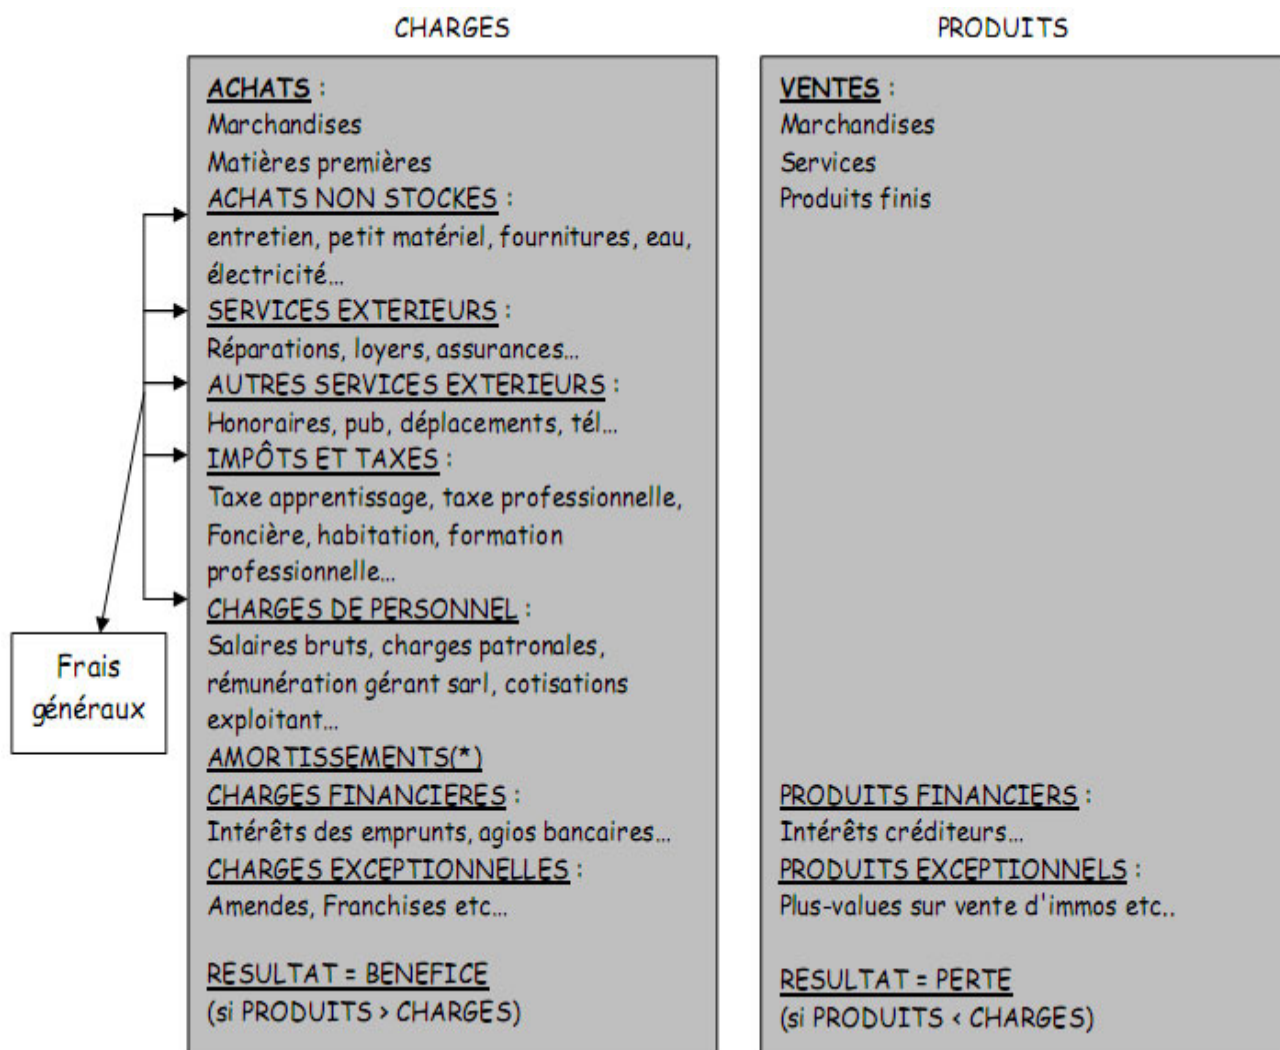 CHARGES
ACHATS :
Marchandises
Matières premières
ACHATS NON STOCKES :
entretien, petit matériel, fournitures, eau,
électricité...
SERVICES EXTERIEURS :
Réparations, loyers, assurances...
AUTRES SERVICES EXTERIEURS :
Honoraires, pub, déplacements, tél...
IMPÔTS ET TAXES :
Taxe apprentissage, taxe professionnelle,
Foncière, habitation, formation
professionnelle...
CHARGES DE PERSONNEL :
Salaires bruts, charges patronales,
rémunération gérant sarl, cotisations
exploitant...
AMORTISSEMENTS(*)
CHARGES FINANCIERES :
Intérêts des emprunts, agios bancaires...
CHARGES EXCEPTIONNELLES :
Amendes, Franchises etc...
RESULTAT = BENEFICE
(si PRODUITS > CHARGES)
Frais
généraux
PRODUITS
VENTES :
Marchandises
Services
Produits finis
PRODUITS FINANCIERS :
Intérêts créditeurs...
PRODUITS EXCEPTIONNELS :
Plus-values sur vente d'immos etc..
RESULTAT = PERTE
(si PRODUITS < CHARGES)